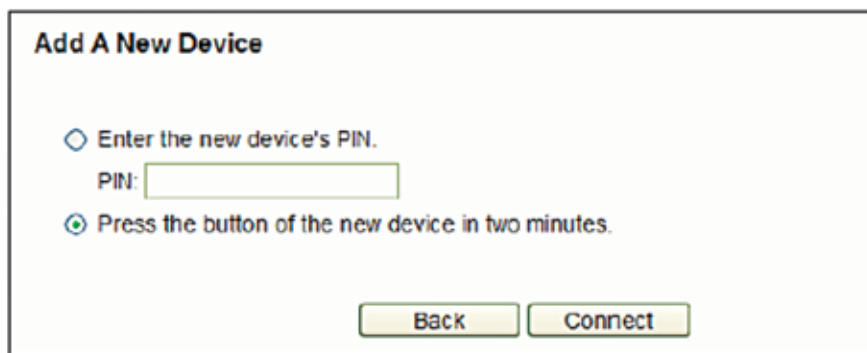 Add A New Device
Enter the new device's PIN.
PIN:
Press the button of the new device in two minutes.
Back Connect